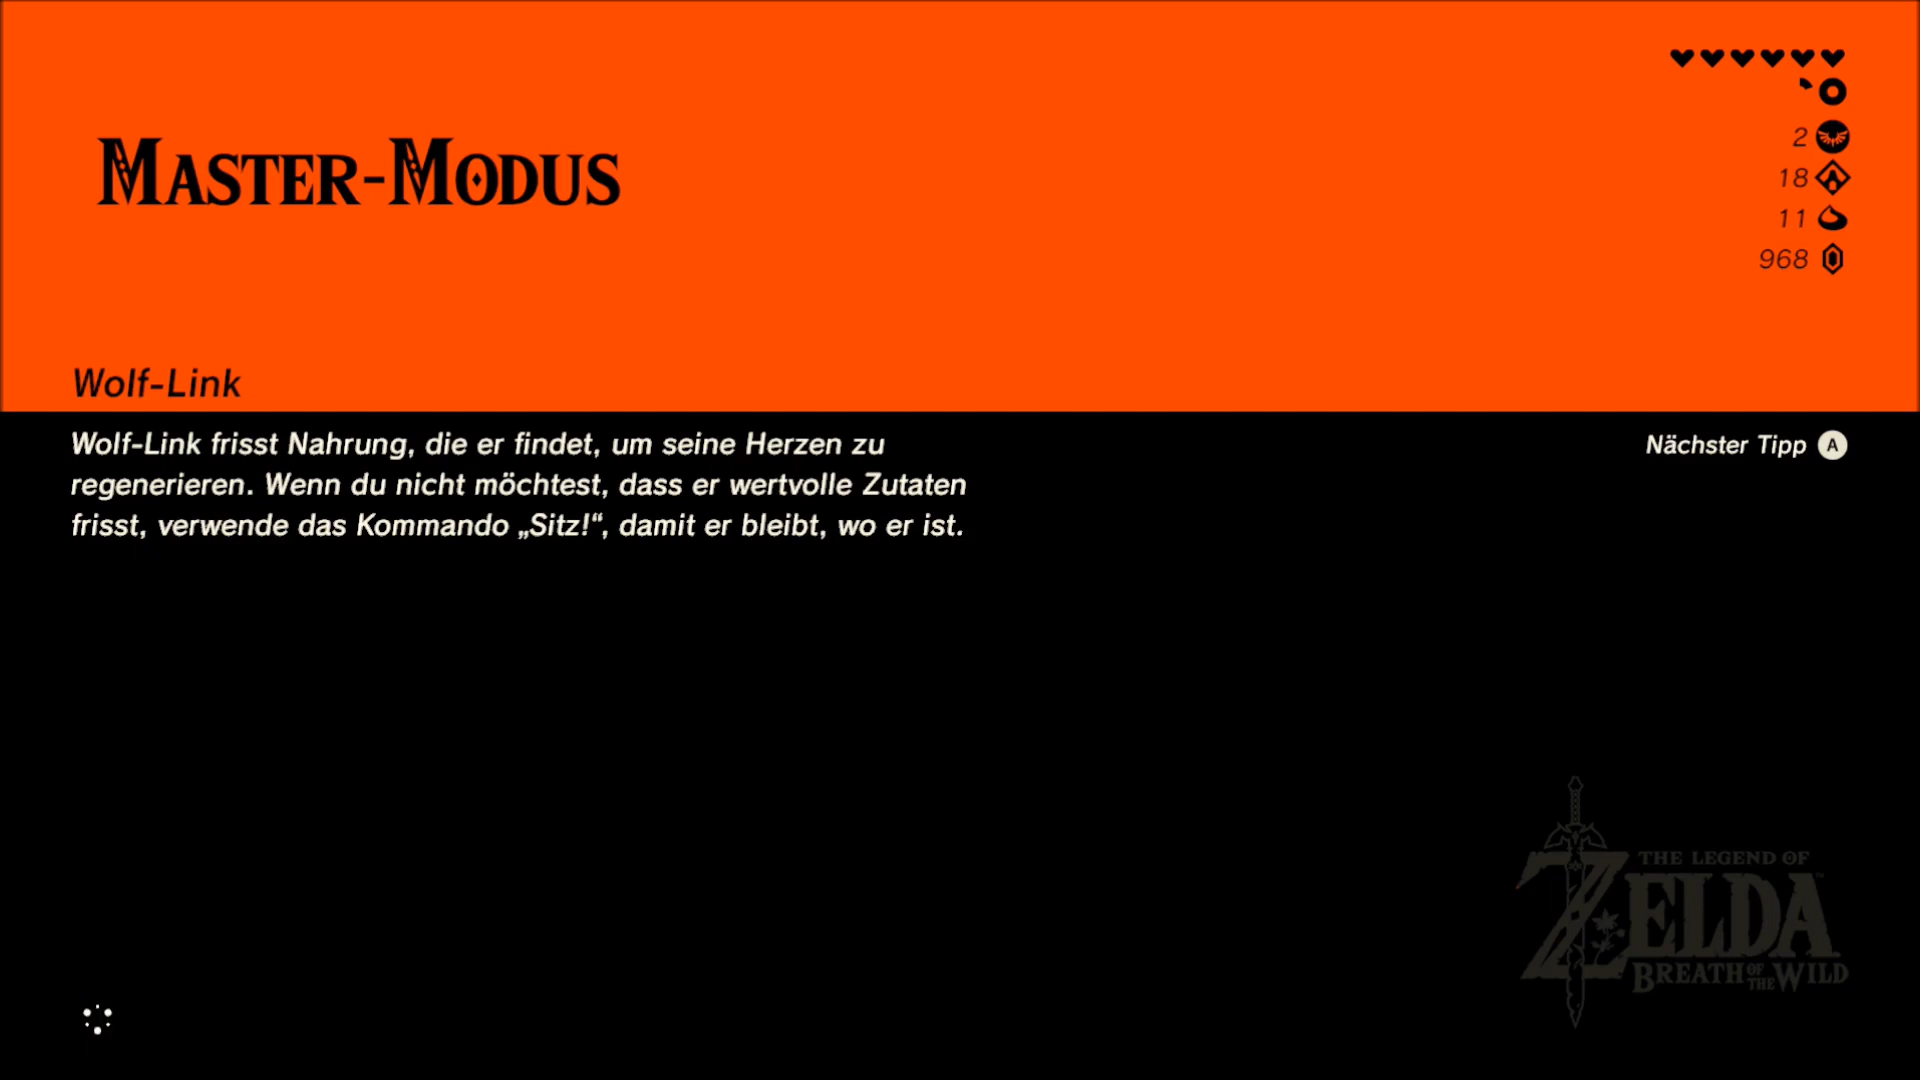 Master-Modus
2
18
11
968
Wolf-Link
Wolf-Link frisst Nahrung, die er findet, um seine Herzen zu
regenerieren. Wenn du nicht möchtest, dass er wertvolle Zutaten
frisst, verwende das Kommando „Sitz!“, damit er bleibt, wo er ist.
Nächster Tipp A
THE LEGEND OF
ZELDA™
BREATH OF THE WILD